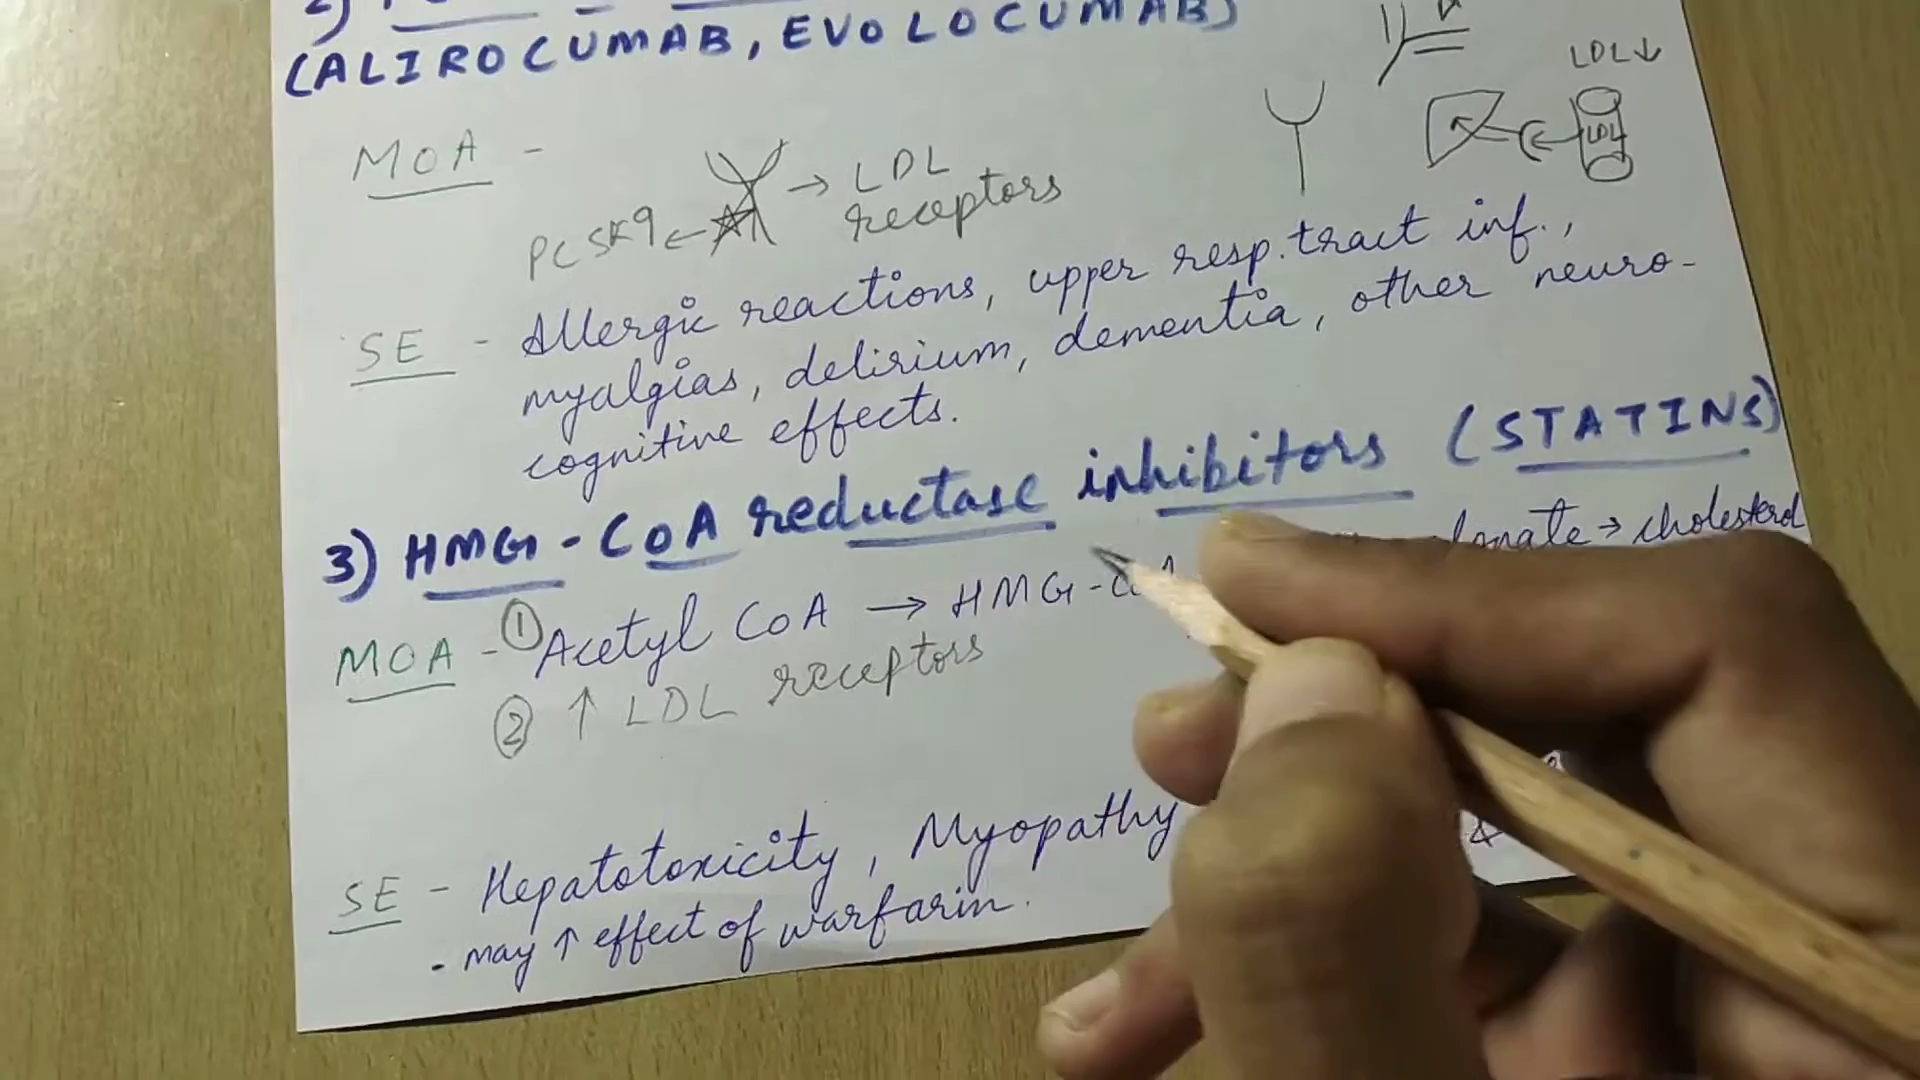 2)
(ALIROCUMAB, EVOLOCUMAB)
LDL↓
LDL
MOA -
PCSK9 ← → LDL
receptors
SE - Allergic reactions, upper resp. tract inf.,
myalgias, delirium, dementia, other neuro-
cognitive effects.
3) HMG-CoA reductase inhibitors (STATINS)
MOA - ① Acetyl CoA → HMG-CoA → cholesterol
② ↑ LDL receptors
SE - Hepatotoxicity, Myopathy
- may ↑ effect of warfarin.